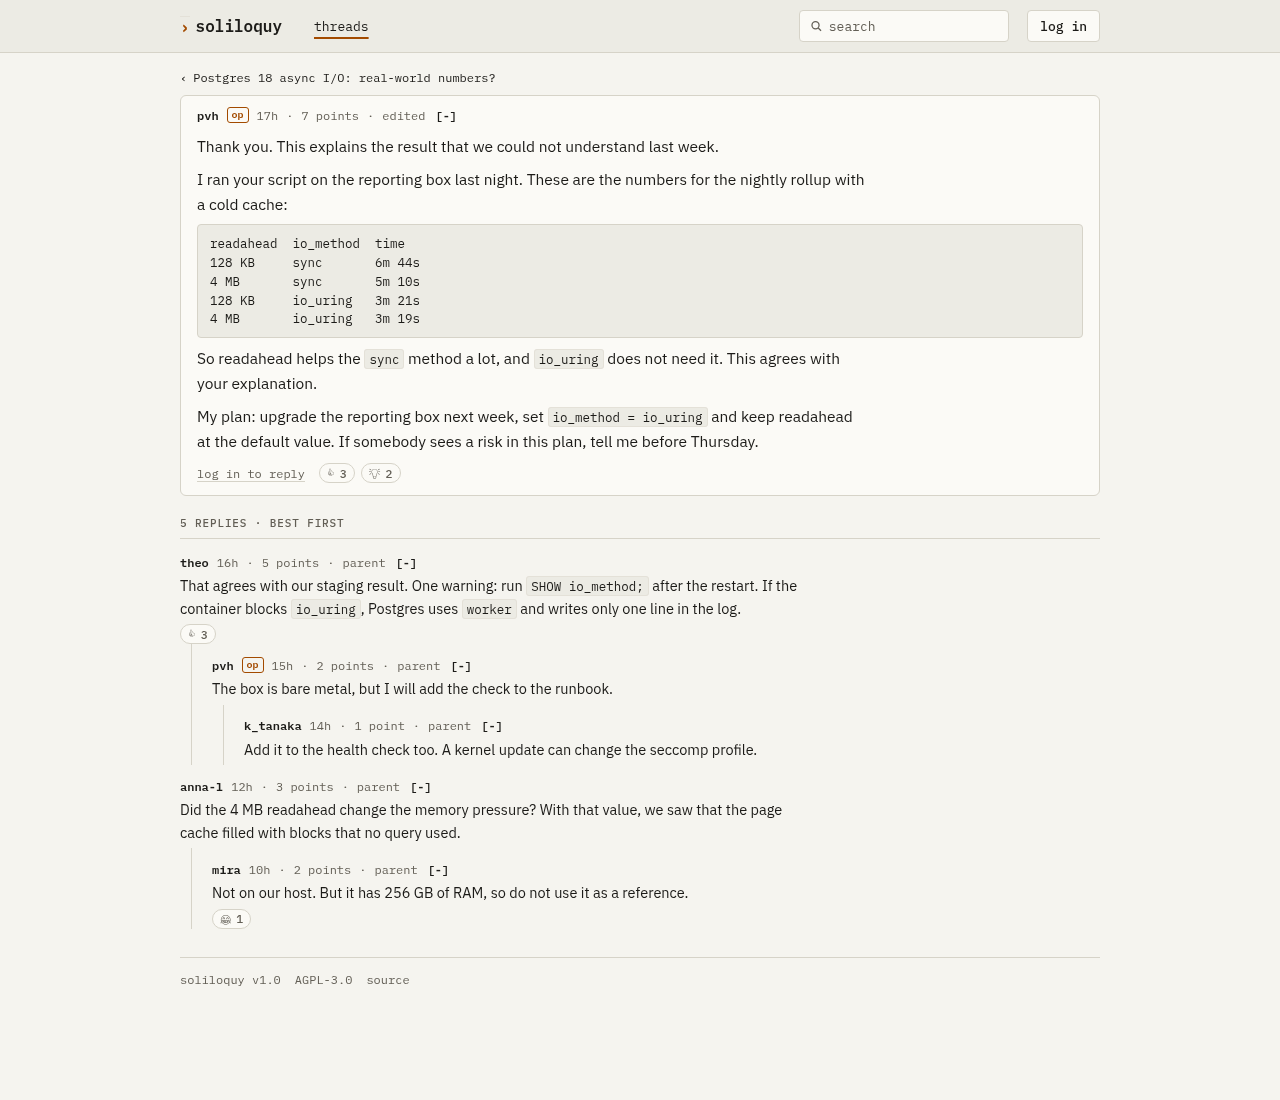 › soliloquy threads search log in
‹ Postgres 18 async I/O: real-world numbers?
pvh op 17h · 7 points · edited [-]
Thank you. This explains the result that we could not understand last week.
I ran your script on the reporting box last night. These are the numbers for the nightly rollup with
a cold cache:
readahead io_method time
128 KB sync 6m 44s
4 MB sync 5m 10s
128 KB io_uring 3m 21s
4 MB io_uring 3m 19s
So readahead helps the sync method a lot, and io_uring does not need it. This agrees with
your explanation.
My plan: upgrade the reporting box next week, set io_method = io_uring and keep readahead
at the default value. If somebody sees a risk in this plan, tell me before Thursday.
log in to reply 3 2
5 REPLIES · BEST FIRST
theo 16h · 5 points · parent [-]
That agrees with our staging result. One warning: run SHOW io_method; after the restart. If the
container blocks io_uring, Postgres uses worker and writes only one line in the log.
3
pvh op 15h · 2 points · parent [-]
The box is bare metal, but I will add the check to the runbook.
k_tanaka 14h · 1 point · parent [-]
Add it to the health check too. A kernel update can change the seccomp profile.
anna-l 12h · 3 points · parent [-]
Did the 4 MB readahead change the memory pressure? With that value, we saw that the page
cache filled with blocks that no query used.
mira 10h · 2 points · parent [-]
Not on our host. But it has 256 GB of RAM, so do not use it as a reference.
1
soliloquy v1.0 AGPL-3.0 source